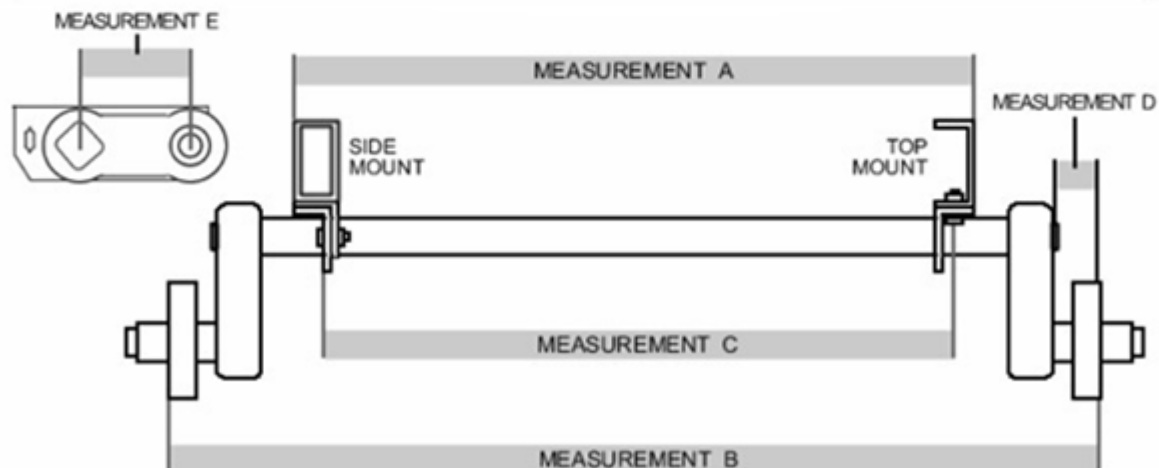 MEASUREMENT E
MEASUREMENT A
MEASUREMENT D
SIDE
MOUNT
TOP
MOUNT
MEASUREMENT C
MEASUREMENT B